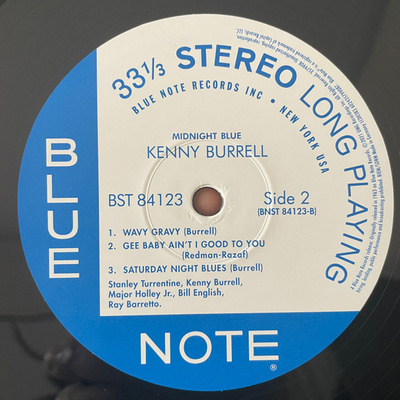 33⅓ STEREO LONG PLAYING
BLUE NOTE RECORDS INC • NEW YORK USA
MIDNIGHT BLUE
KENNY BURRELL
BST 84123 Side 2
(BNST 84123-B)
1. WAVY GRAVY (Burrell)
2. GEE BABY AIN'T I GOOD TO YOU
(Redman-Razaf)
3. SATURDAY NIGHT BLUES (Burrell)
Stanley Turrentine, Kenny Burrell,
Major Holley Jr., Bill English,
Ray Barretto.
BLUE
NOTE
®